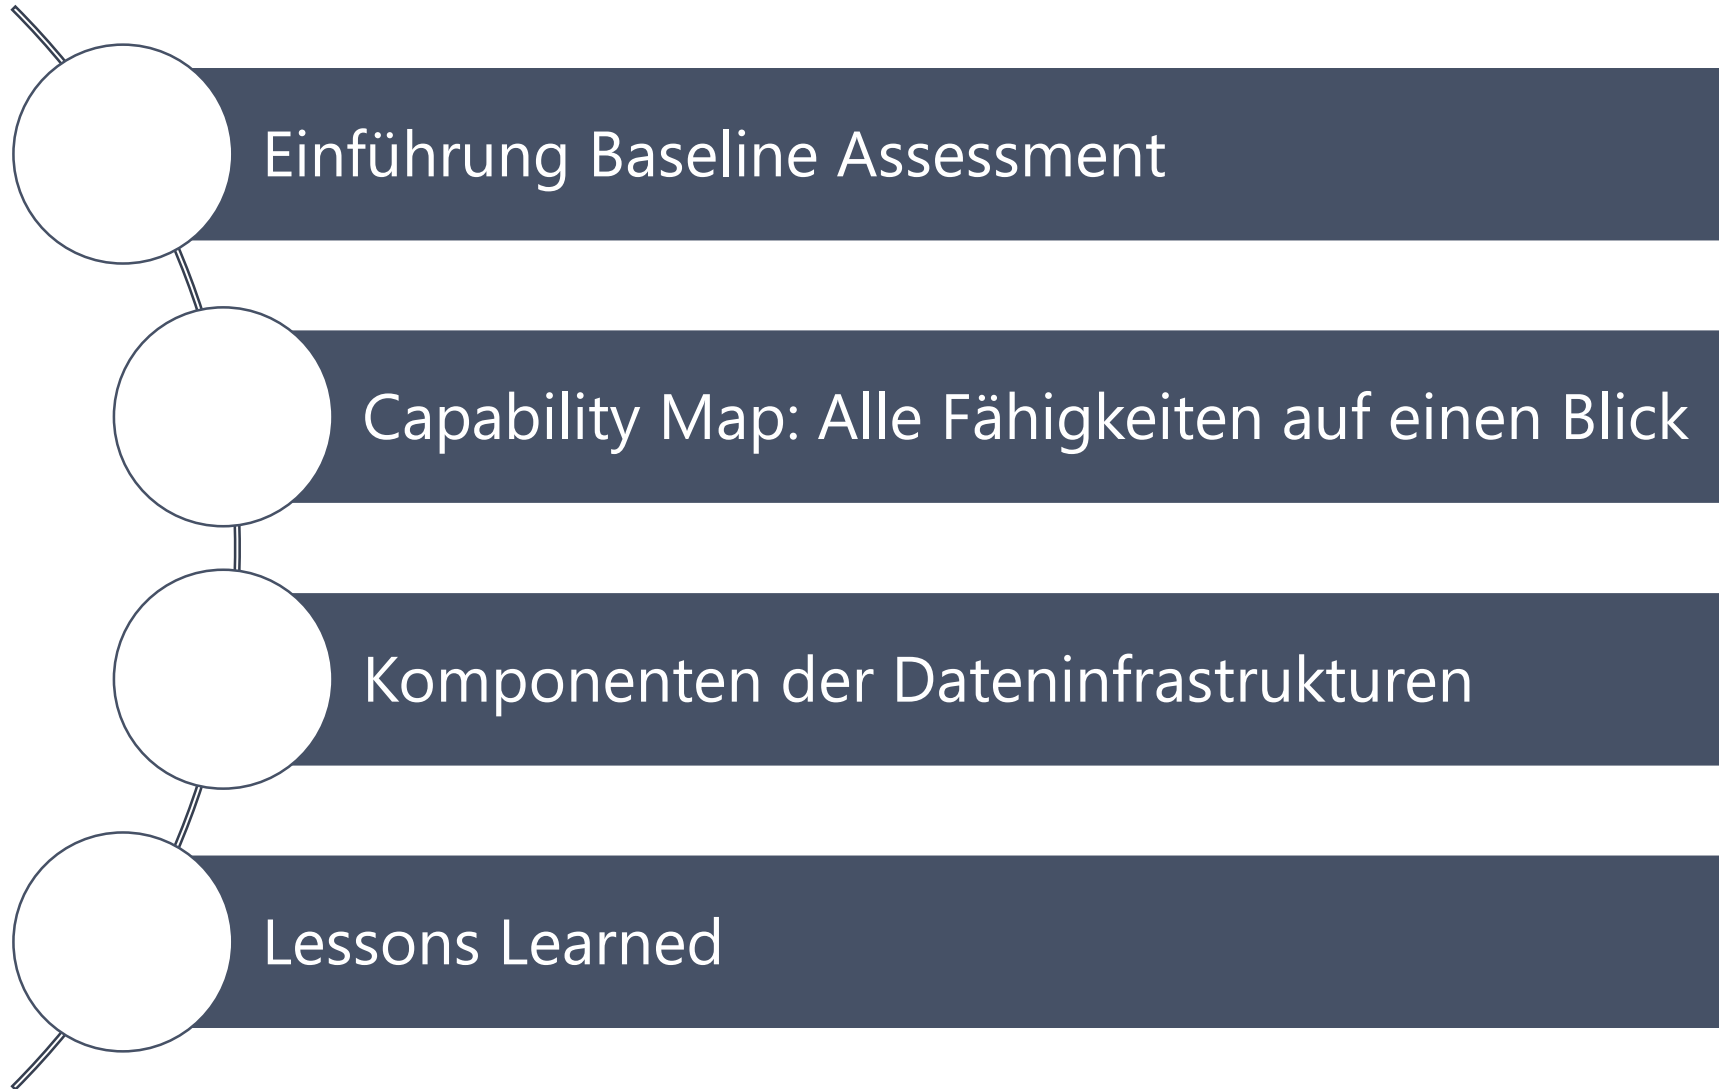 Einführung Baseline Assessment
Capability Map: Alle Fähigkeiten auf einen Blick
Komponenten der Dateninfrastrukturen
Lessons Learned